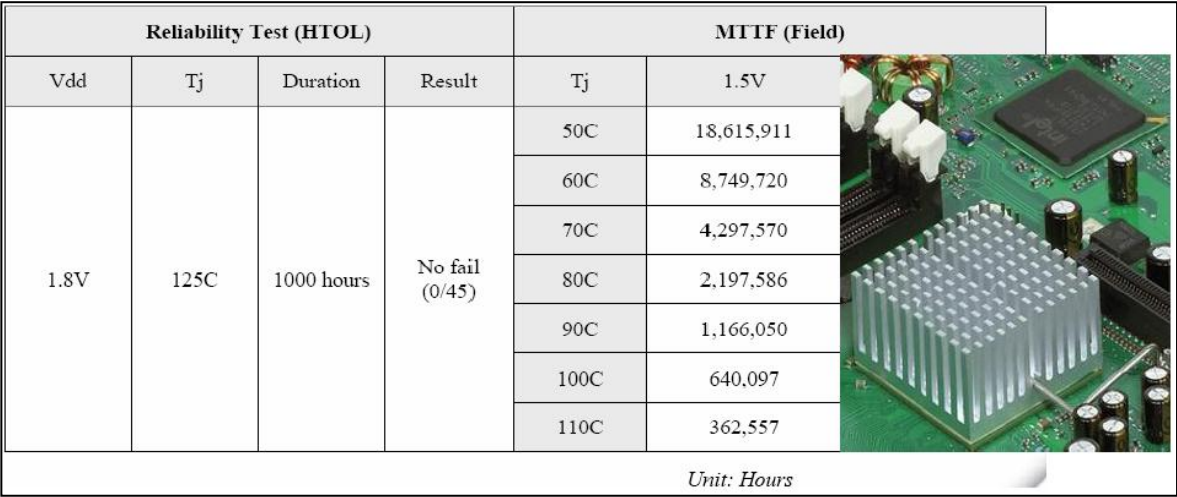 Reliability Test (HTOL) MTTF (Field)
Vdd Tj Duration Result Tj 1.5V
50C 18,615,911
60C 8,749,720
70C 4,297,570
1.8V 125C 1000 hours No fail
(0/45)
80C 2,197,586
90C 1,166,050
100C 640,097
110C 362,557
Unit: Hours
intel